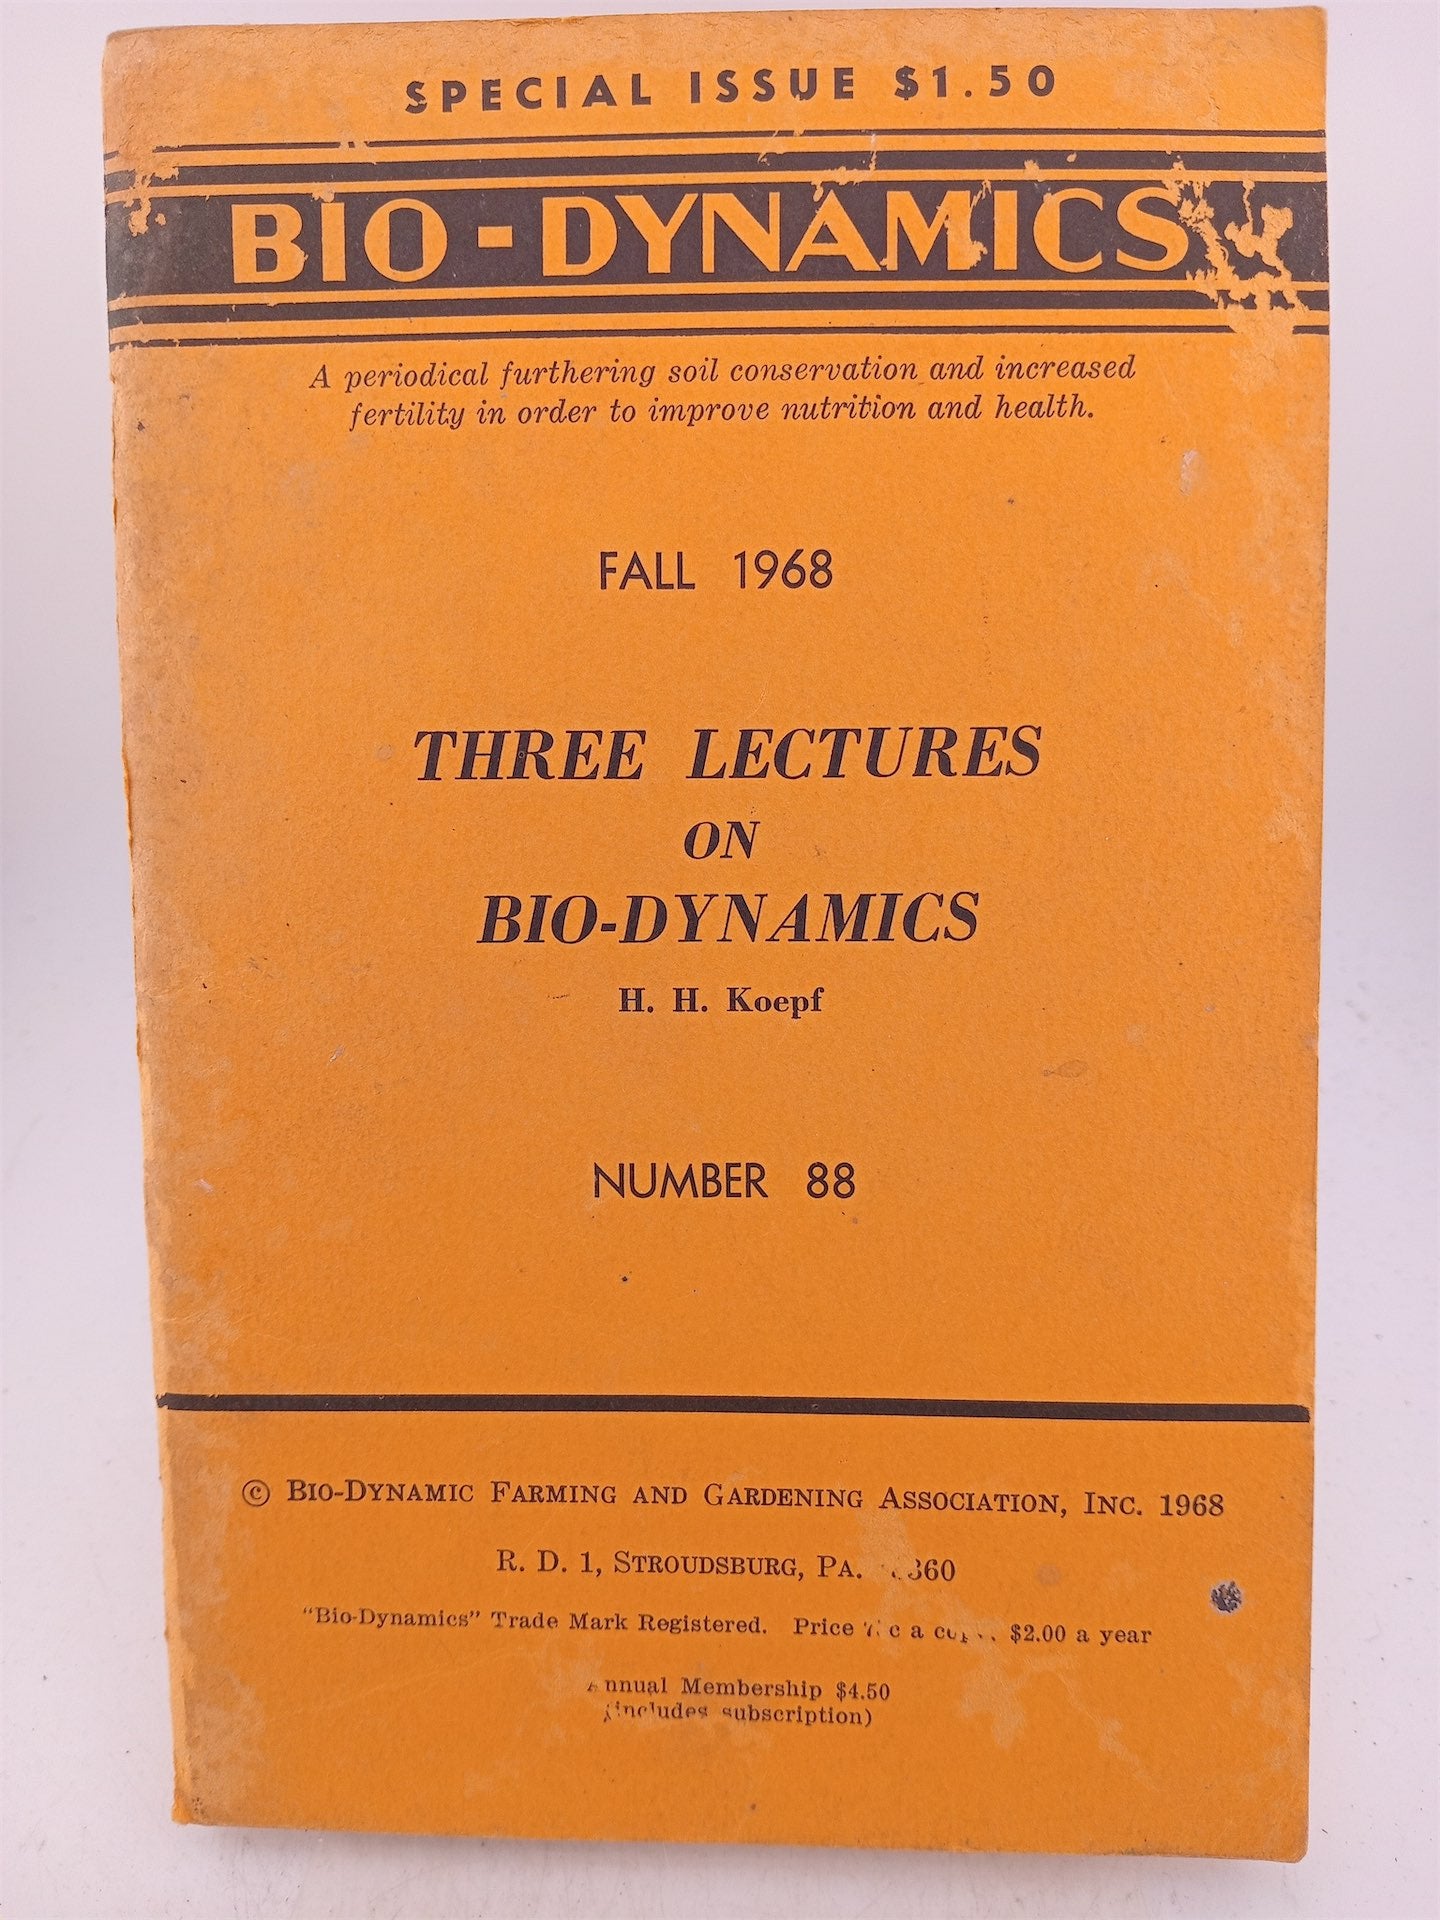 SPECIAL ISSUE $1.50
BIO-DYNAMICS
A periodical furthering soil conservation and increased
fertility in order to improve nutrition and health.
FALL 1968
THREE LECTURES
ON
BIO-DYNAMICS
H. H. Koepf
NUMBER 88
© BIO-DYNAMIC FARMING AND GARDENING ASSOCIATION, INC. 1968
R. D. 1, STROUDSBURG, PA.
"Bio-Dynamics" Trade Mark Registered. Price a $2.00 a year
Annual Membership $4.50
(includes subscription)